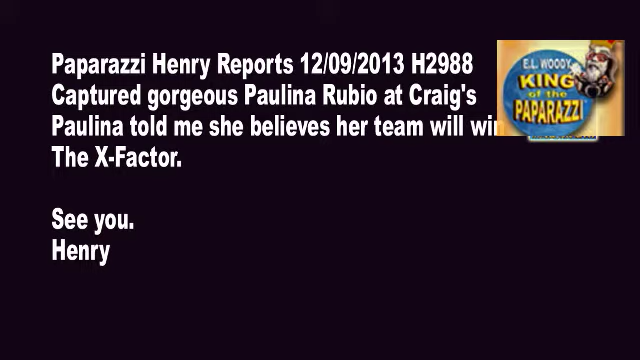 Paparazzi Henry Reports 12/09/2013 H2988
Captured gorgeous Paulina Rubio at Craig's
Paulina told me she believes her team will win
The X-Factor.
See you.
Henry
E.L. WOODY
KING
of the
PAPARAZZI